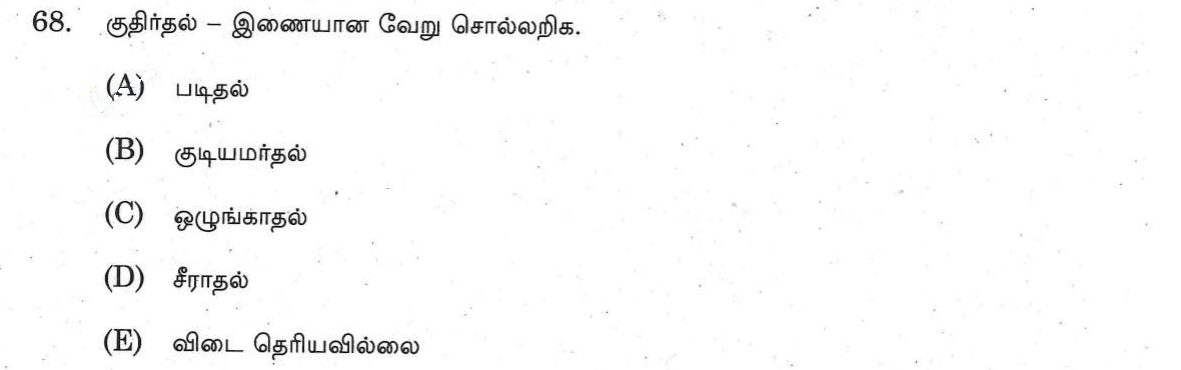 68. குதிர்தல் – இணையான வேறு சொல்லறிக.
(A) படிதல்
(B) குடியமர்தல்
(C) ஒழுங்காதல்
(D) சீராதல்
(E) விடை தெரியவில்லை